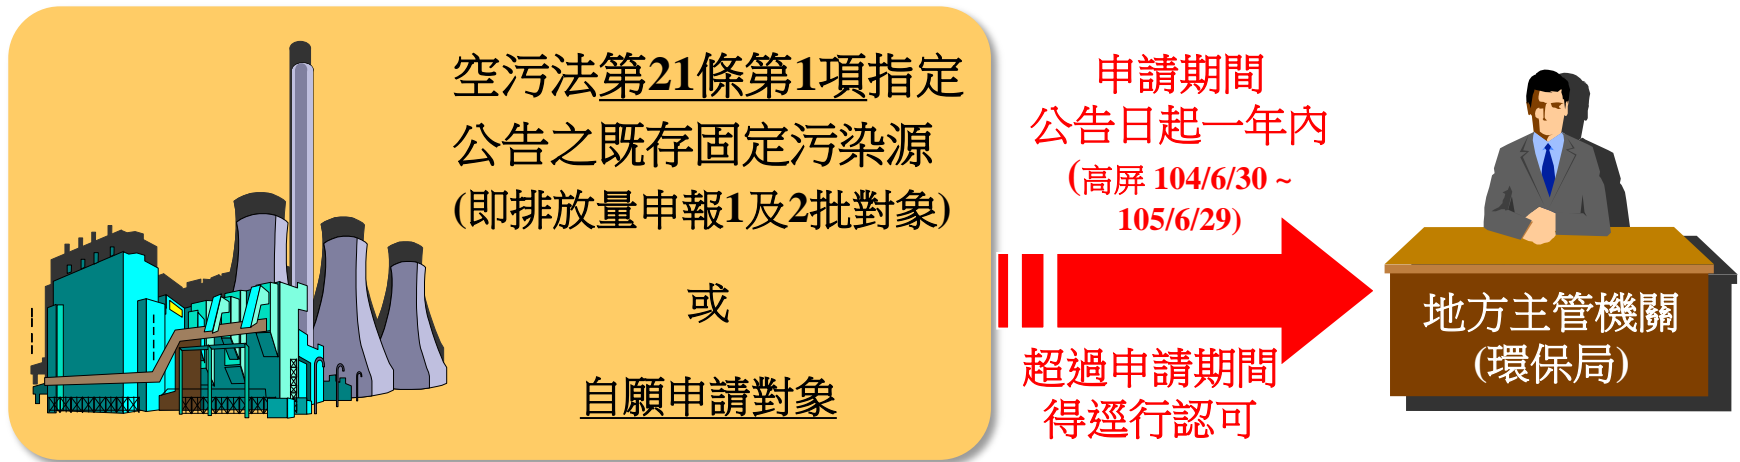 空污法第21條第1項指定
公告之既存固定污染源
(即排放量申報1及2批對象)
或
自願申請對象
申請期間
公告日起一年內
(高屏 104/6/30 ~
105/6/29)
超過申請期間
得逕行認可
地方主管機關
(環保局)